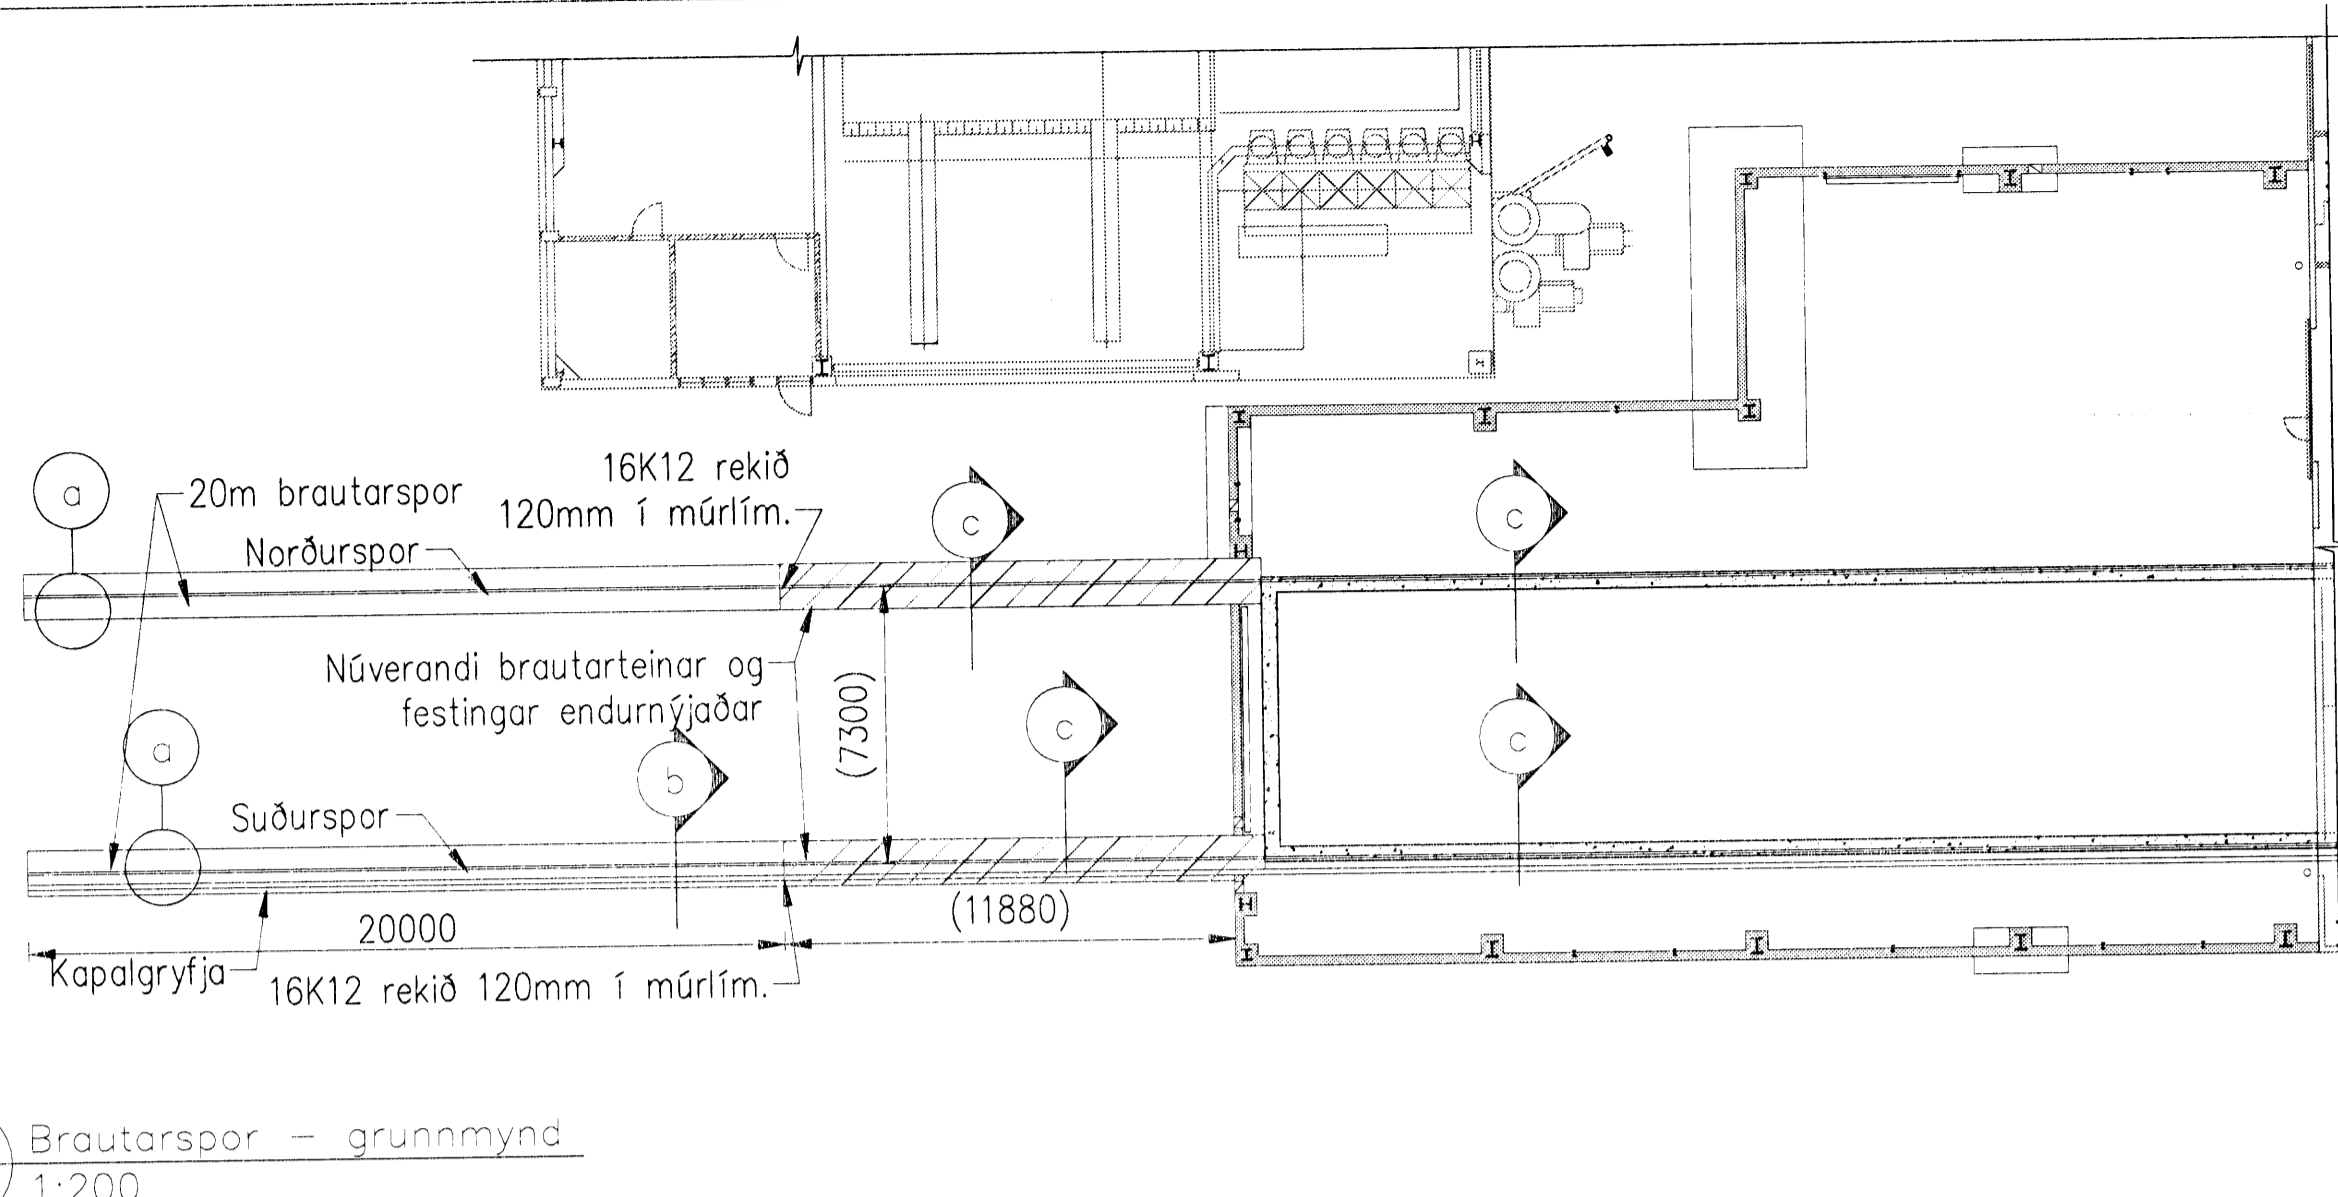 a
20m brautarspor
16K12 rekið
120mm í múrlím.
c
c
Norðurspor
Núverandi brautarteinar og
festingar endurnýjaðar
(7300)
a
b
c
c
Suðurspor
20000
(11880)
Kapalgryfja
16K12 rekið 120mm í múrlím.
Brautarspor – grunnmynd
1:200